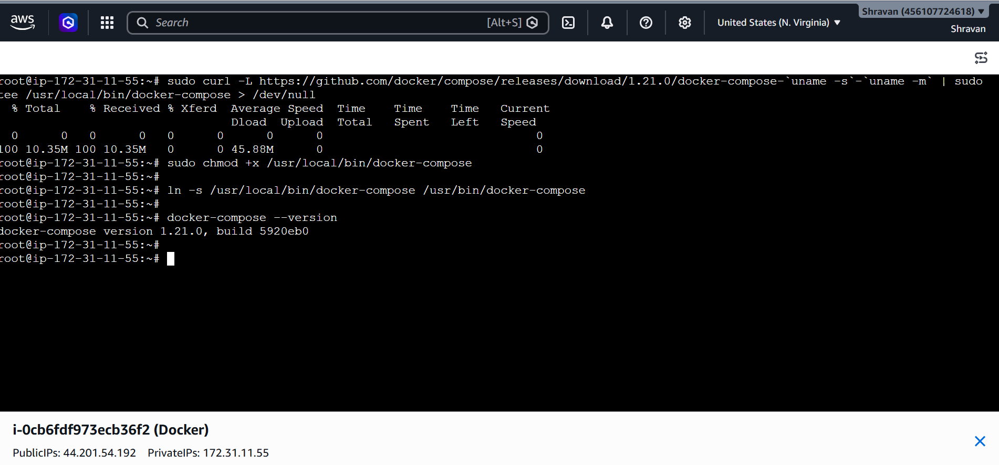 aws
Search
[Alt+S]
United States (N. Virginia) ▼
Shravan (456107724618) ▼
Shravan
root@ip-172-31-11-55:~# sudo curl -L https://github.com/docker/compose/releases/download/1.21.0/docker-compose-`uname -s`-`uname -m` | sudo
tee /usr/local/bin/docker-compose > /dev/null
% Total % Received % Xferd Average Speed Time Time Time Current
Dload Upload Total Spent Left Speed
0 0 0 0 0 0 0 0 0
100 10.35M 100 10.35M 0 0 45.88M 0 0
root@ip-172-31-11-55:~# sudo chmod +x /usr/local/bin/docker-compose
root@ip-172-31-11-55:~#
root@ip-172-31-11-55:~# ln -s /usr/local/bin/docker-compose /usr/bin/docker-compose
root@ip-172-31-11-55:~#
root@ip-172-31-11-55:~# docker-compose --version
docker-compose version 1.21.0, build 5920eb0
root@ip-172-31-11-55:~#
root@ip-172-31-11-55:~#
i-0cb6fdf973ecb36f2 (Docker)
PublicIPs: 44.201.54.192 PrivateIPs: 172.31.11.55